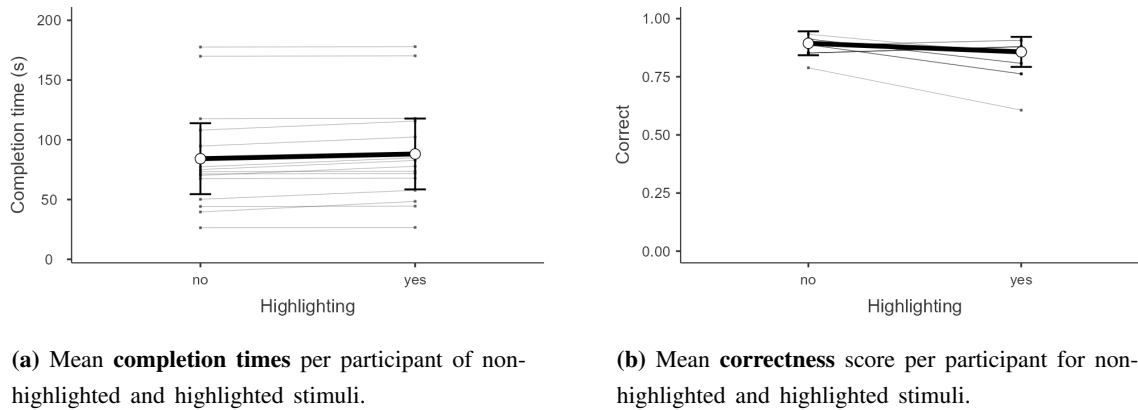 200
150
100
50
0
Completion time (s)
no
yes
Highlighting
(a) Mean completion times per participant of non-
highlighted and highlighted stimuli.
1.00
0.75
0.50
0.25
0.00
Correct
no
yes
Highlighting
(b) Mean correctness score per participant for non-
highlighted and highlighted stimuli.